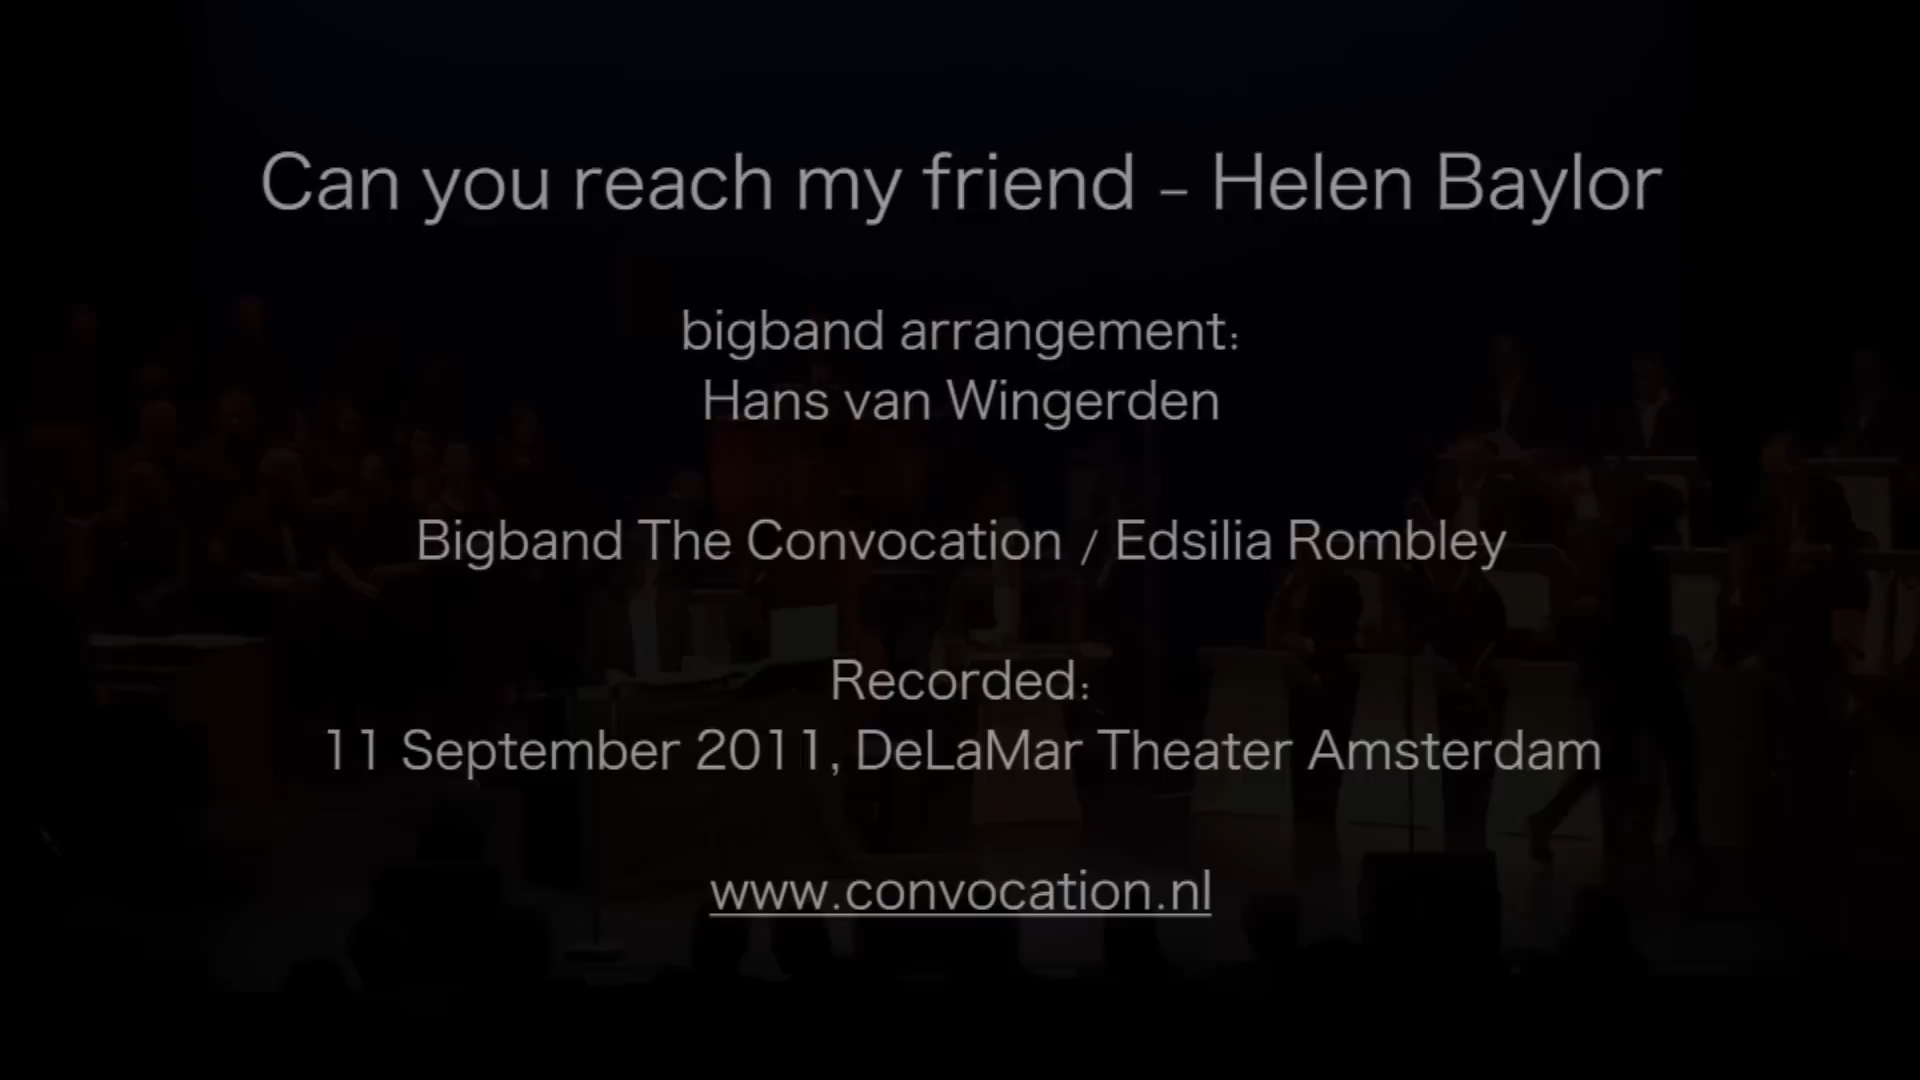 Can you reach my friend – Helen Baylor
bigband arrangement:
Hans van Wingerden
Bigband The Convocation / Edsilia Rombley
Recorded:
11 September 2011, DeLaMar Theater Amsterdam
www.convocation.nl